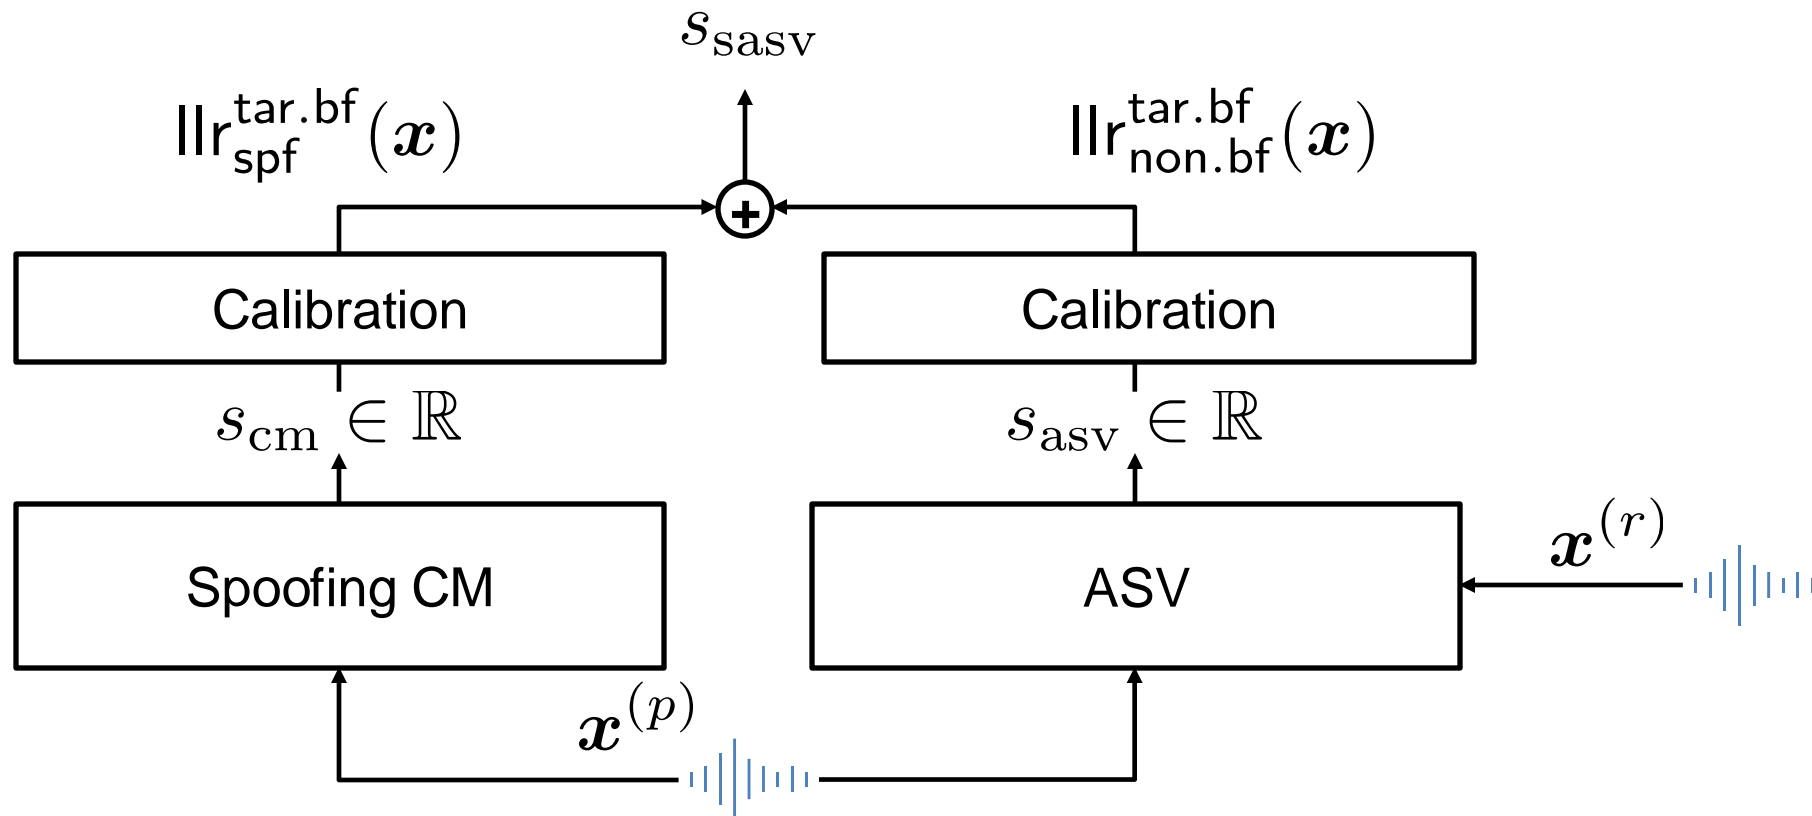 s_sasv
llr^tar.bf_spf(x) llr^tar.bf_non.bf(x)
+
Calibration Calibration
s_cm ∈ ℝ s_asv ∈ ℝ
x^(r)
Spoofing CM ASV
x^(p)